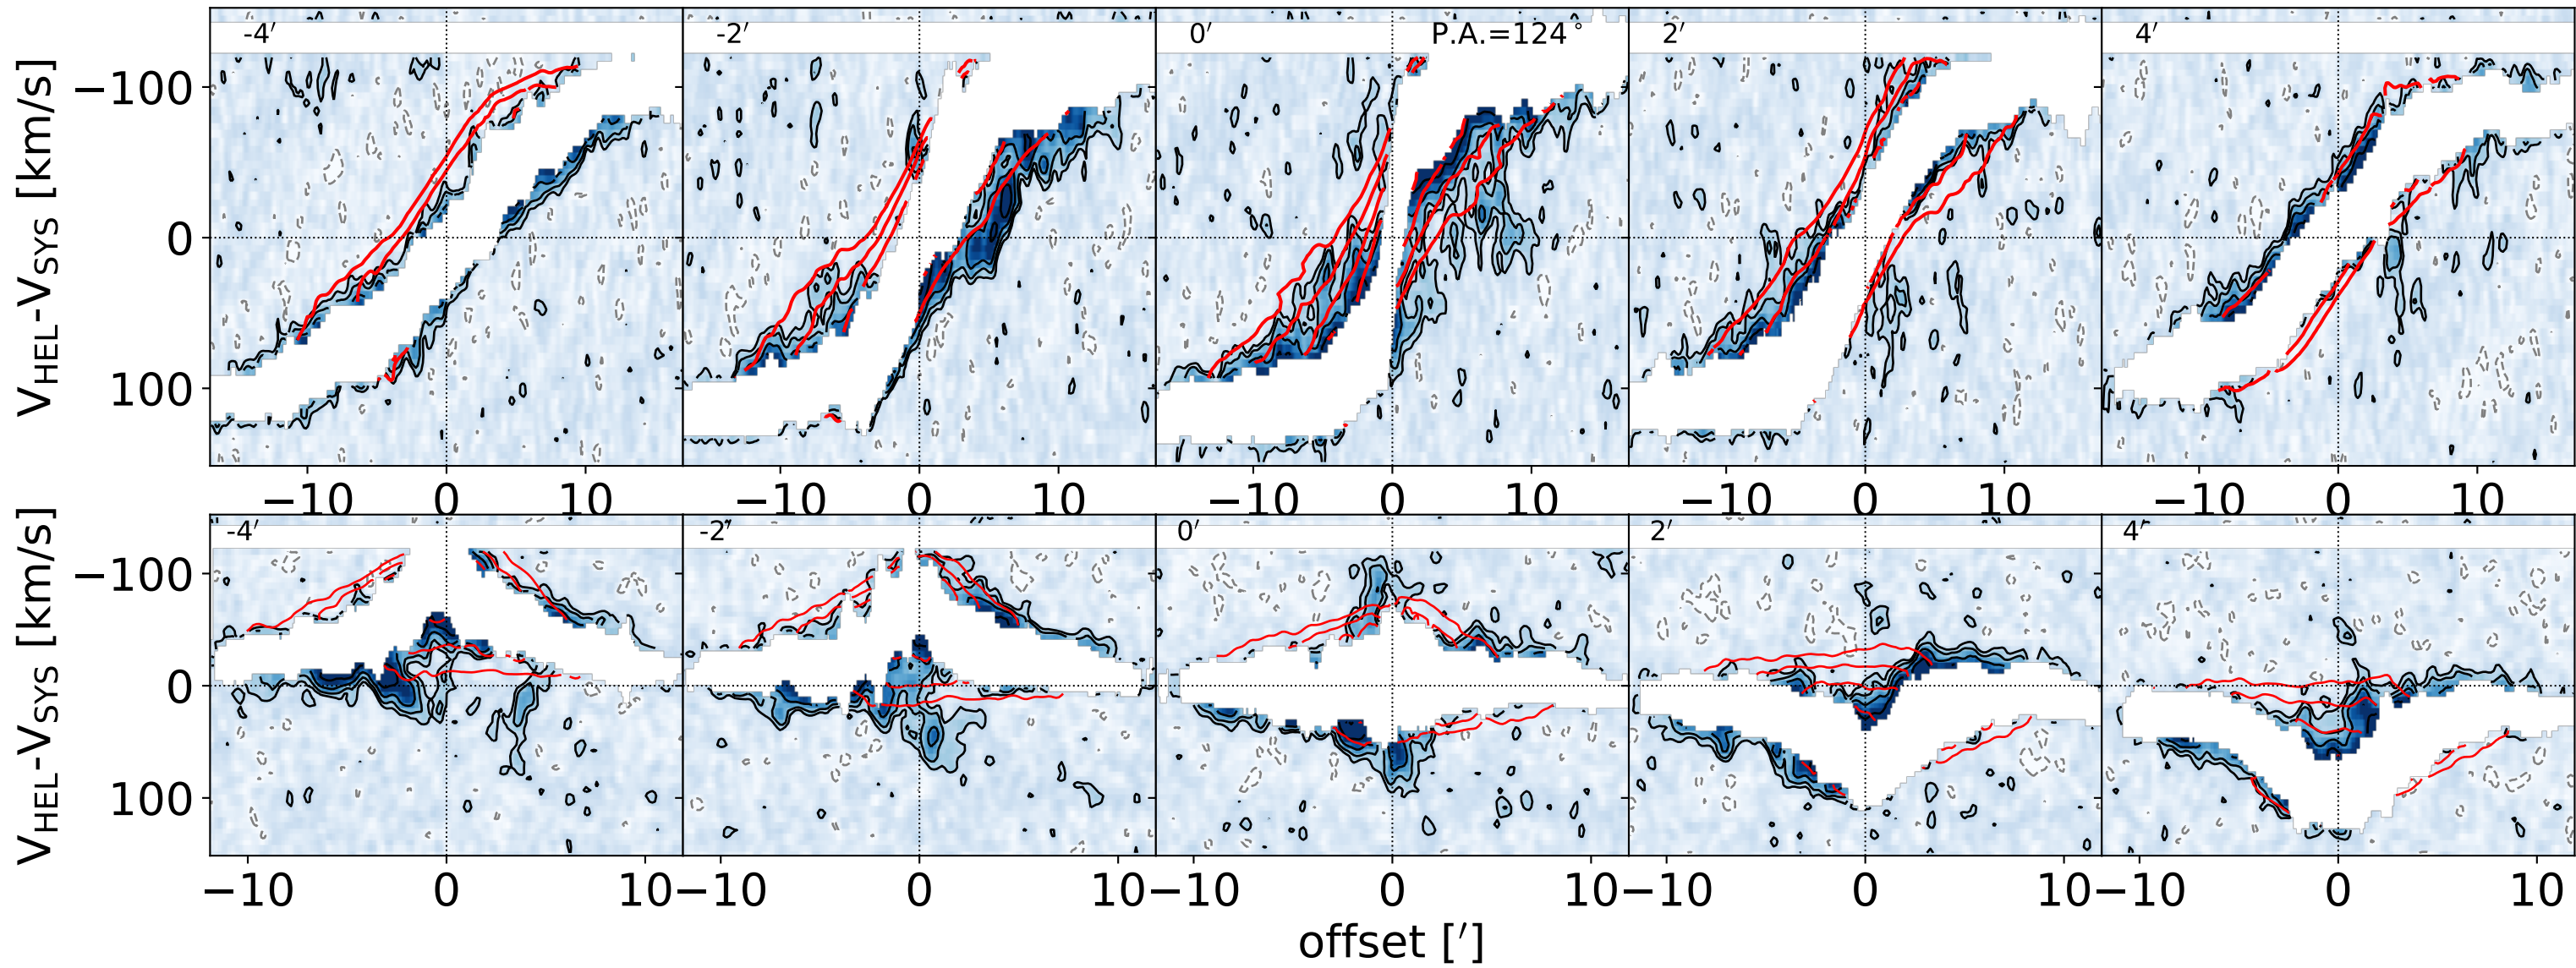 -4′ -2′ 0′ P.A.=124° 2′ 4′
V_HEL-V_SYS [km/s]
−100
0
100
−10 0 10 −10 0 10 −10 0 10 −10 0 10 −10 0 10
-4′ -2′ 0′ 2′ 4′
V_HEL-V_SYS [km/s]
−100
0
100
−10 0 10 −10 0 10 −10 0 10 −10 0 10 −10 0 10
offset [′]